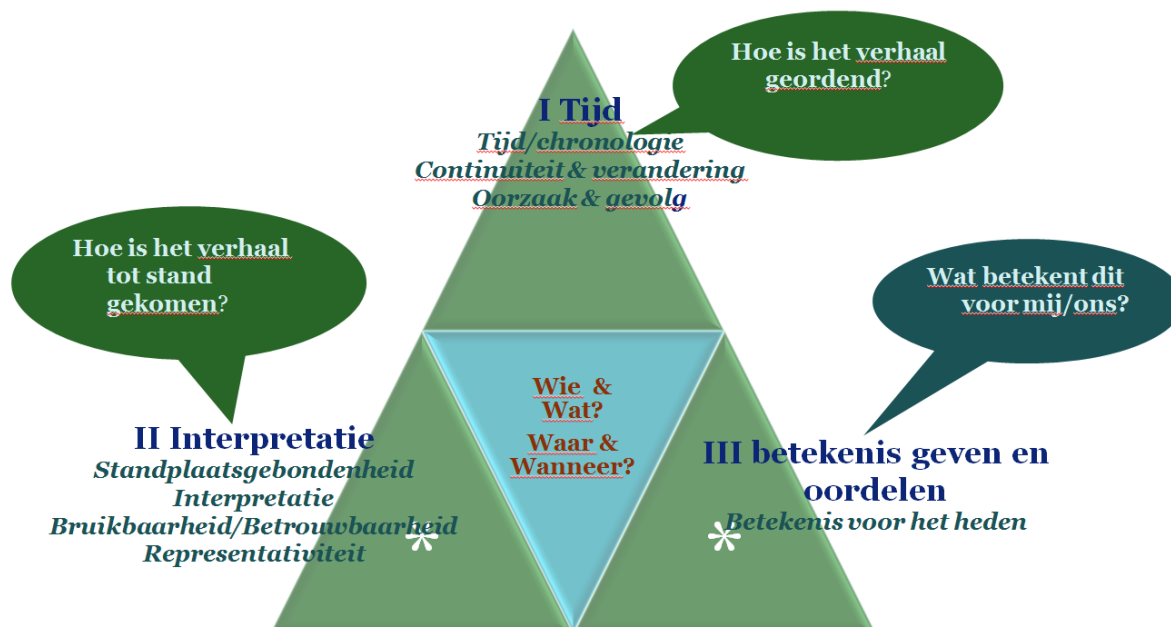 Hoe is het verhaal
geordend?
I Tijd
Tijd/chronologie
Continuiteit & verandering
Oorzaak & gevolg
Hoe is het verhaal
tot stand
gekomen?
Wat betekent dit
voor mij/ons?
Wie &
Wat?
Waar &
Wanneer?
II Interpretatie
Standplaatsgebondenheid
Interpretatie
Bruikbaarheid/Betrouwbaarheid
Representativiteit
*
III betekenis geven en
oordelen
Betekenis voor het heden
*